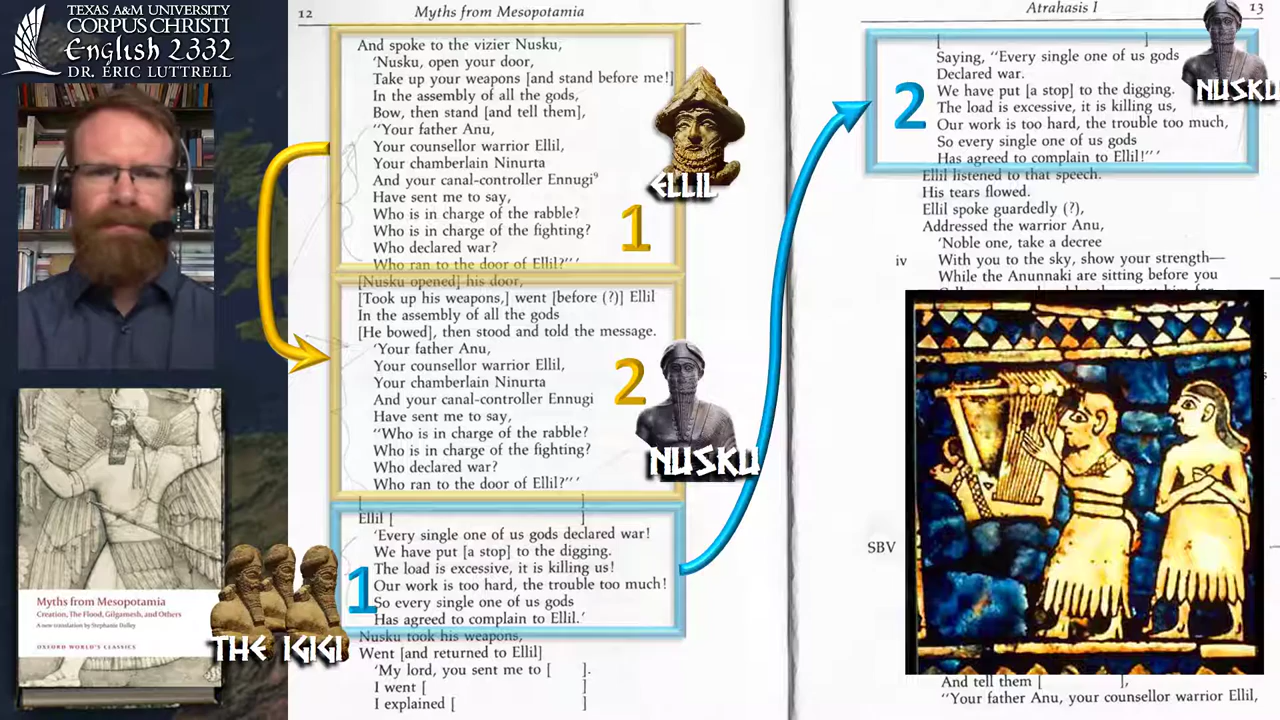 TEXAS A&M UNIVERSITY
CORPUS CHRISTI
English 2332
DR. ERIC LUTTRELL
Myths from Mesopotamia
Creation, The Flood, Gilgamesh, and Others
A new translation by Stephanie Dalley
OXFORD WORLD'S CLASSICS
THE IGIGI
12
Myths from Mesopotamia
And spoke to the vizier Nusku,
'Nusku, open your door,
Take up your weapons [and stand before me!]
In the assembly of all the gods,
Bow, then stand [and tell them],
"Your father Anu,
Your counsellor warrior Ellil,
Your chamberlain Ninurta
And your canal-controller Ennugi⁹
Have sent me to say,
Who is in charge of the rabble?
Who is in charge of the fighting?
Who declared war?
Who ran to the door of Ellil?"'
1
ELLIL
[Nusku opened] his door,
[Took up his weapons,] went [before (?)] Ellil
In the assembly of all the gods
[He bowed], then stood and told the message.
'Your father Anu,
Your counsellor warrior Ellil,
Your chamberlain Ninurta
And your canal-controller Ennugi
Have sent me to say,
"Who is in charge of the rabble?
Who is in charge of the fighting?
Who declared war?
Who ran to the door of Ellil?"'
2
NUSKU
[ ]
Ellil [ ]
'Every single one of us gods declared war!
We have put [a stop] to the digging.
The load is excessive, it is killing us!
Our work is too hard, the trouble too much!
So every single one of us gods
Has agreed to complain to Ellil.'
1
Nusku took his weapons,
Went [and returned to Ellil]
'My lord, you sent me to [ ].
I went [ ]
I explained [ ]
Atrahasis I
13
[ ]
Saying, "Every single one of us gods
Declared war.
We have put [a stop] to the digging.
The load is excessive, it is killing us,
Our work is too hard, the trouble too much,
So every single one of us gods
Has agreed to complain to Ellil!"'
2
NUSKU
Ellil listened to that speech.
His tears flowed.
Ellil spoke guardedly (?),
Addressed the warrior Anu,
'Noble one, take a decree
iv With you to the sky, show your strength—
While the Anunnaki are sitting before you
SBV
And tell them [ ],
"Your father Anu, your counsellor warrior Ellil,